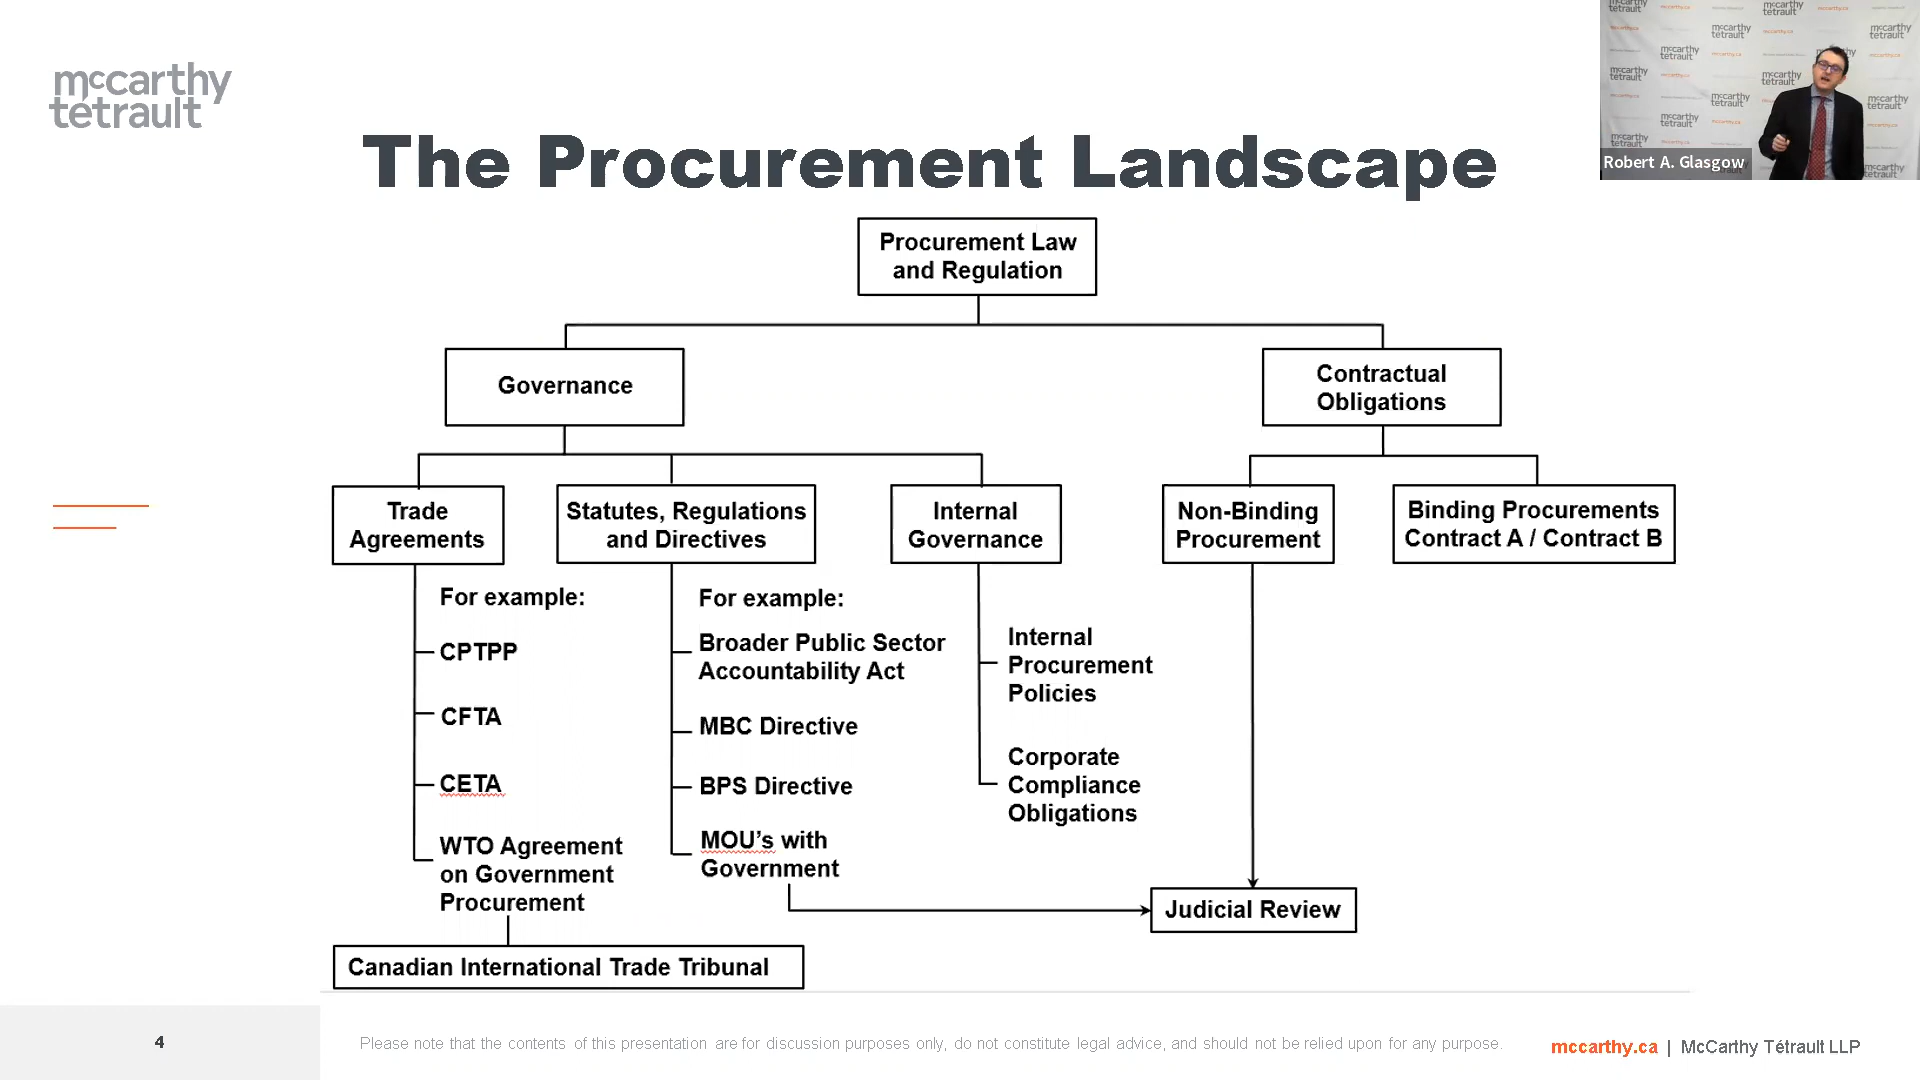 mccarthy
tetrault
The Procurement Landscape
Robert A. Glasgow
Procurement Law
and Regulation
Governance
Contractual
Obligations
Trade
Agreements
Statutes, Regulations
and Directives
Internal
Governance
Non-Binding
Procurement
Binding Procurements
Contract A / Contract B
For example:
CPTPP
CFTA
CETA
WTO Agreement
on Government
Procurement
For example:
Broader Public Sector
Accountability Act
MBC Directive
BPS Directive
MOU’s with
Government
Internal
Procurement
Policies
Corporate
Compliance
Obligations
Judicial Review
Canadian International Trade Tribunal
4
Please note that the contents of this presentation are for discussion purposes only, do not constitute legal advice, and should not be relied upon for any purpose.
mccarthy.ca | McCarthy Tétrault LLP